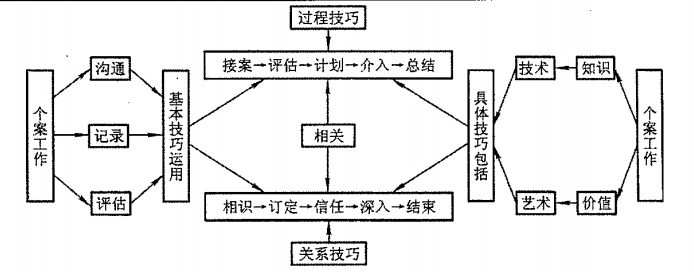 过程技巧
接案→评估→计划→介入→总结
个案工作
沟通
记录
评估
基本技巧运用
相关
具体技巧包括
技术
知识
艺术
价值
个案工作
相识→订定→信任→深入→结束
关系技巧